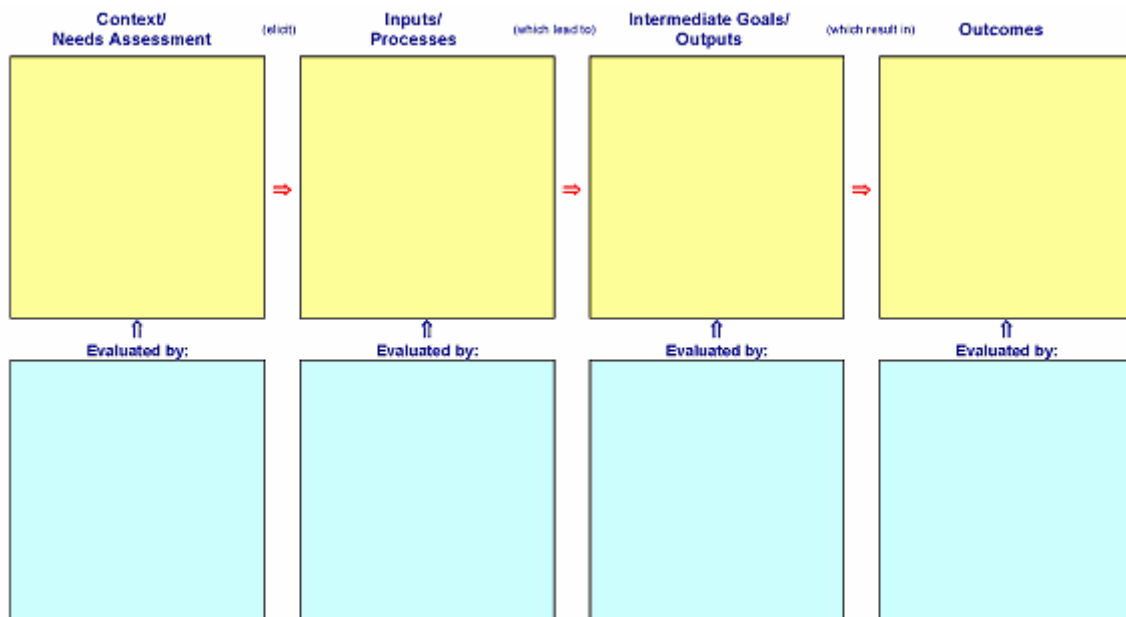 Context/
Needs Assessment
(elicit)
Inputs/
Processes
(which lead to)
Intermediate Goals/
Outputs
(which result in)
Outcomes
⇒
⇒
⇒
⇑
⇑
⇑
⇑
Evaluated by:
Evaluated by:
Evaluated by:
Evaluated by: